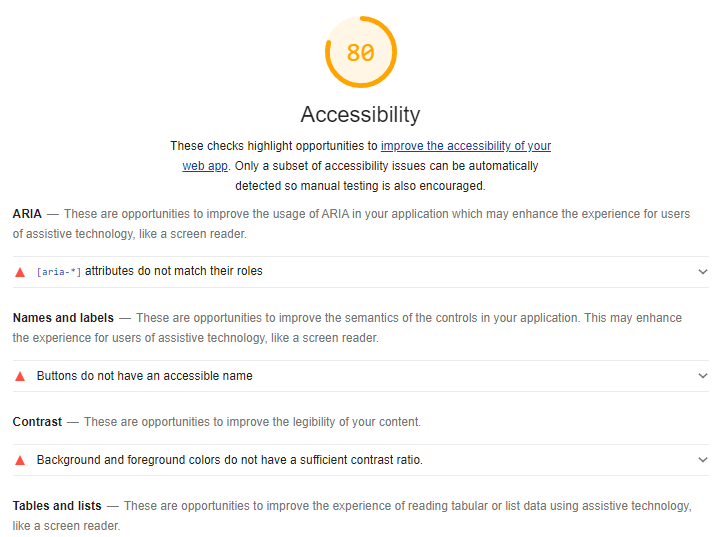 80
Accessibility
These checks highlight opportunities to improve the accessibility of your
web app. Only a subset of accessibility issues can be automatically
detected so manual testing is also encouraged.
ARIA — These are opportunities to improve the usage of ARIA in your application which may enhance the experience for users
of assistive technology, like a screen reader.
[aria-*] attributes do not match their roles
Names and labels — These are opportunities to improve the semantics of the controls in your application. This may enhance
the experience for users of assistive technology, like a screen reader.
Buttons do not have an accessible name
Contrast — These are opportunities to improve the legibility of your content.
Background and foreground colors do not have a sufficient contrast ratio.
Tables and lists — These are opportunities to improve the experience of reading tabular or list data using assistive technology,
like a screen reader.